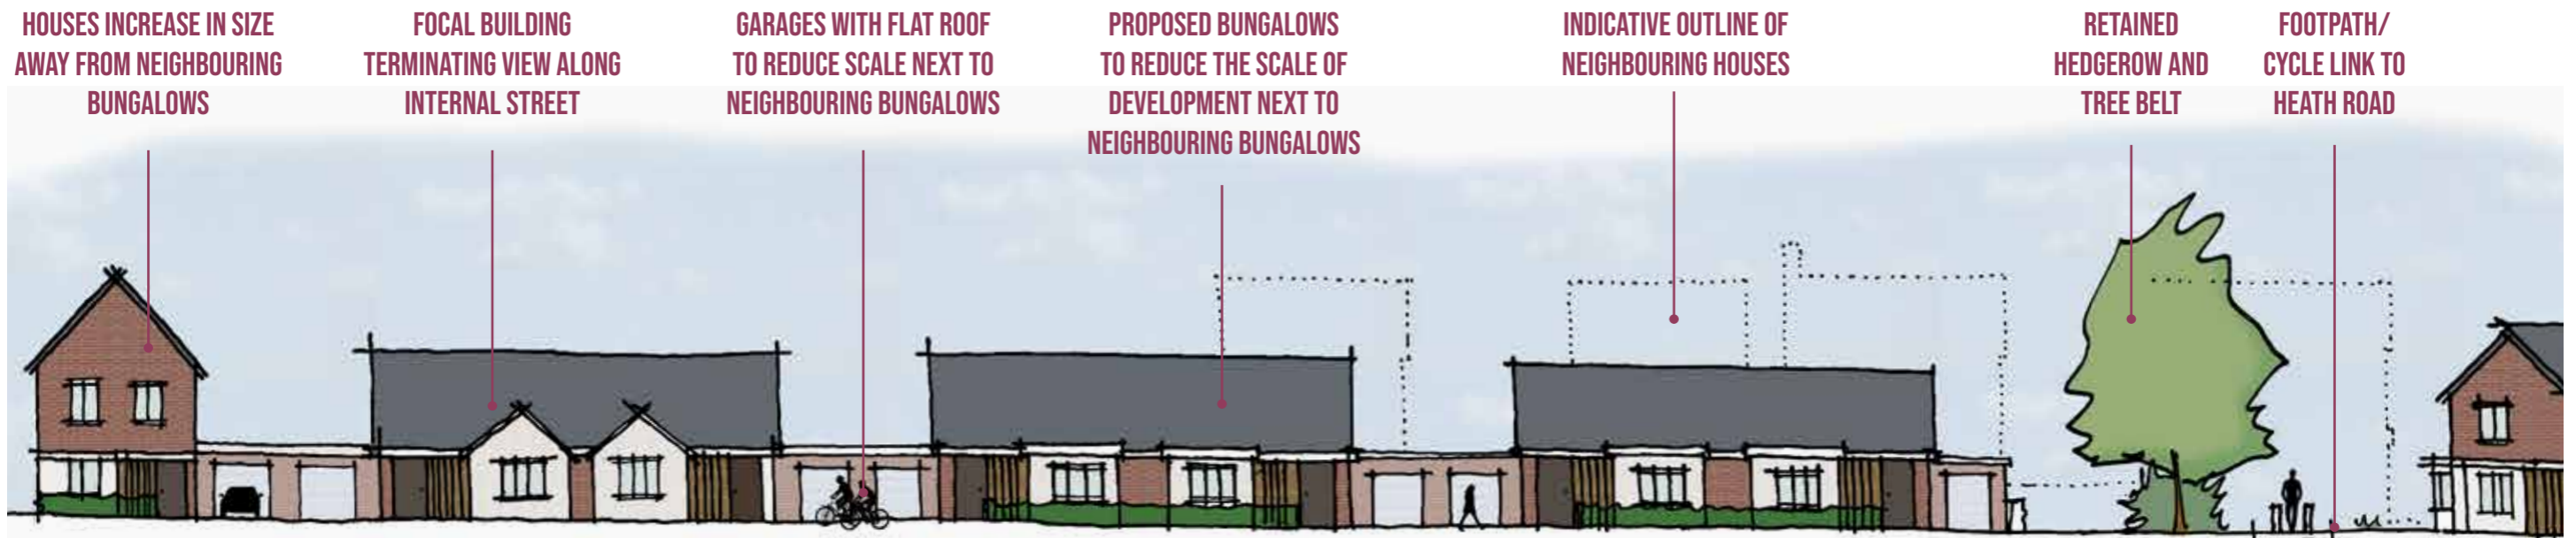 HOUSES INCREASE IN SIZE
AWAY FROM NEIGHBOURING
BUNGALOWS
FOCAL BUILDING
TERMINATING VIEW ALONG
INTERNAL STREET
GARAGES WITH FLAT ROOF
TO REDUCE SCALE NEXT TO
NEIGHBOURING BUNGALOWS
PROPOSED BUNGALOWS
TO REDUCE THE SCALE OF
DEVELOPMENT NEXT TO
NEIGHBOURING BUNGALOWS
INDICATIVE OUTLINE OF
NEIGHBOURING HOUSES
RETAINED
HEDGEROW AND
TREE BELT
FOOTPATH/
CYCLE LINK TO
HEATH ROAD